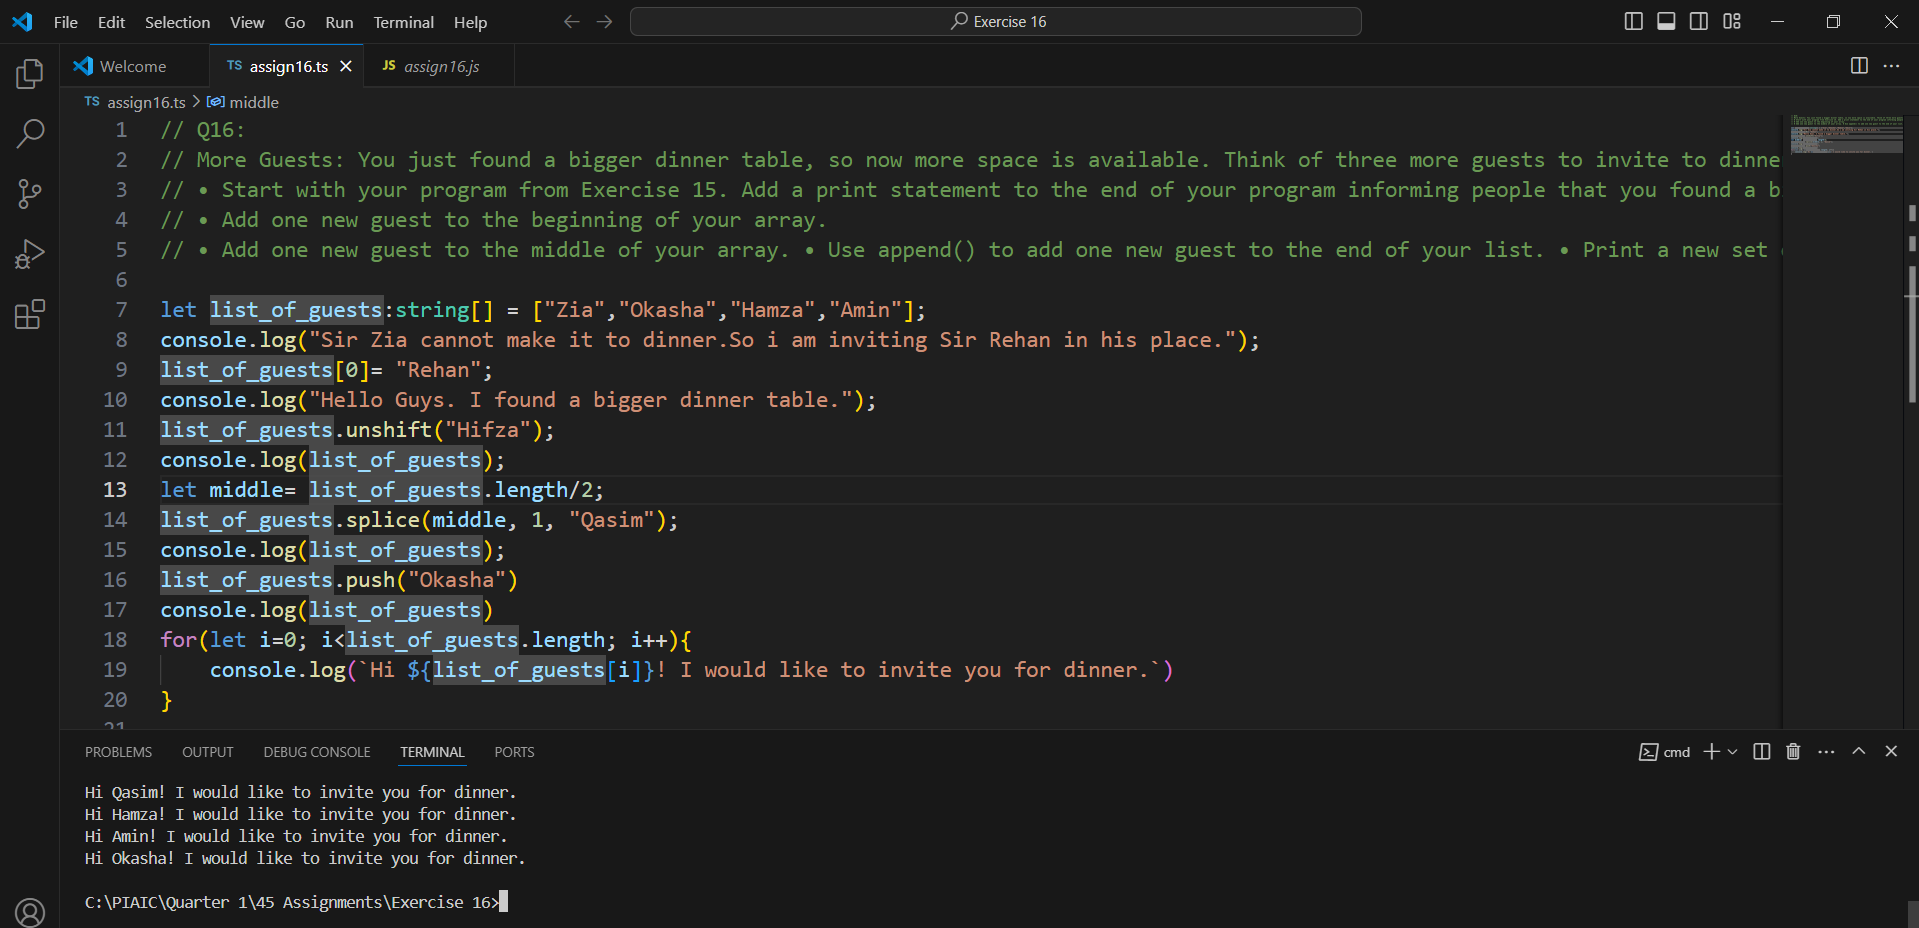 File Edit Selection View Go Run Terminal Help Exercise 16
Welcome TS assign16.ts JS assign16.js
TS assign16.ts > middle
1 // Q16:
2 // More Guests: You just found a bigger dinner table, so now more space is available. Think of three more guests to invite to dinne
3 // • Start with your program from Exercise 15. Add a print statement to the end of your program informing people that you found a b
4 // • Add one new guest to the beginning of your array.
5 // • Add one new guest to the middle of your array. • Use append() to add one new guest to the end of your list. • Print a new set
6
7 let list_of_guests:string[] = ["Zia","Okasha","Hamza","Amin"];
8 console.log("Sir Zia cannot make it to dinner.So i am inviting Sir Rehan in his place.");
9 list_of_guests[0]= "Rehan";
10 console.log("Hello Guys. I found a bigger dinner table.");
11 list_of_guests.unshift("Hifza");
12 console.log(list_of_guests);
13 let middle= list_of_guests.length/2;
14 list_of_guests.splice(middle, 1, "Qasim");
15 console.log(list_of_guests);
16 list_of_guests.push("Okasha")
17 console.log(list_of_guests)
18 for(let i=0; i<list_of_guests.length; i++){
19 console.log(`Hi ${list_of_guests[i]}! I would like to invite you for dinner.`)
20 }
21
PROBLEMS OUTPUT DEBUG CONSOLE TERMINAL PORTS cmd
Hi Qasim! I would like to invite you for dinner.
Hi Hamza! I would like to invite you for dinner.
Hi Amin! I would like to invite you for dinner.
Hi Okasha! I would like to invite you for dinner.
C:\PIAIC\Quarter 1\45 Assignments\Exercise 16>